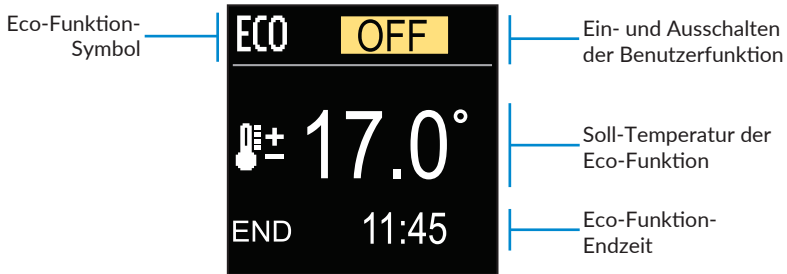 Eco-Funktion-
Symbol
ECO OFF
Ein- und Ausschalten
der Benutzerfunktion
17.0°
Soll-Temperatur der
Eco-Funktion
END 11:45
Eco-Funktion-
Endzeit